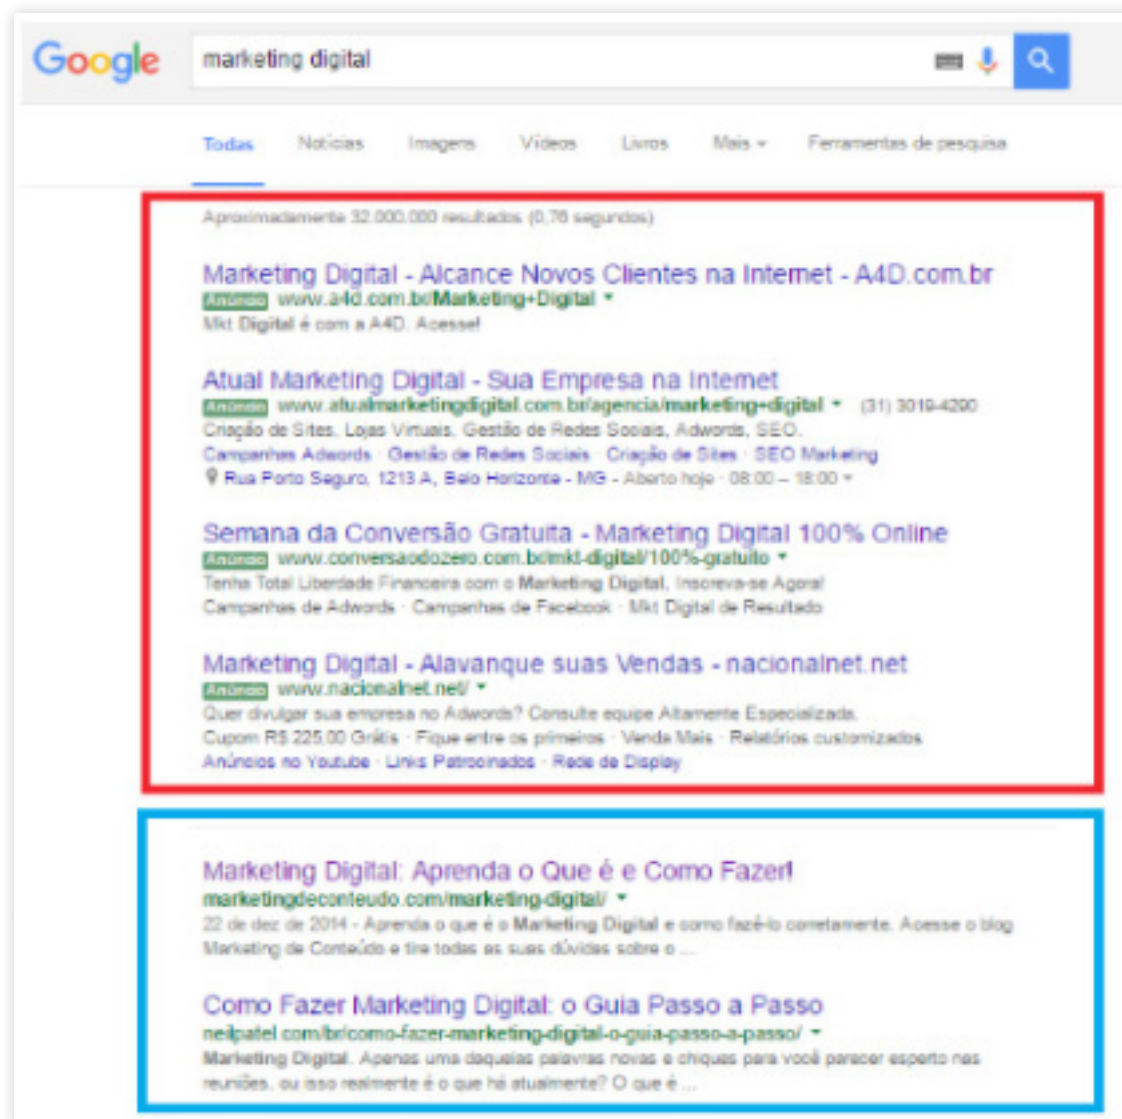 Google
marketing digital
Todas Notícias Imagens Vídeos Livros Mais Ferramentas de pesquisa
Aproximadamente 32.000.000 resultados (0,76 segundos)
Marketing Digital - Alcance Novos Clientes na Internet - A4D.com.br
Anúncio www.a4d.com.br/Marketing+Digital
Mkt Digital é com a A4D. Acesse!
Atual Marketing Digital - Sua Empresa na Internet
Anúncio www.atualmarketingdigital.com.br/agencia/marketing+digital (31) 3019-4290
Criação de Sites, Lojas Virtuais, Gestão de Redes Sociais, Adwords, SEO.
Campanhas Adwords · Gestão de Redes Sociais · Criação de Sites · SEO Marketing
Rua Porto Seguro, 1213 A, Belo Horizonte - MG - Aberto hoje · 08:00 – 18:00
Semana da Conversão Gratuita - Marketing Digital 100% Online
Anúncio www.conversaodozero.com.br/mkt-digital/100%-gratuito
Tenha Total Liberdade Financeira com o Marketing Digital, Inscreva-se Agora!
Campanhas de Adwords · Campanhas de Facebook · Mkt Digital de Resultado
Marketing Digital - Alavanque suas Vendas - nacionalnet.net
Anúncio www.nacionalnet.net/
Quer divulgar sua empresa no Adwords? Consulte equipe Altamente Especializada.
Cupom R$ 225,00 Grátis · Fique entre os primeiros · Venda Mais · Relatórios customizados
Anúncios no Youtube · Links Patrocinados · Rede de Display
Marketing Digital: Aprenda o Que é e Como Fazer!
marketingdeconteudo.com/marketing-digital/
22 de dez de 2014 - Aprenda o que é o Marketing Digital e como fazê-lo corretamente. Acesse o blog
Marketing de Conteúdo e tire todas as suas dúvidas sobre o ...
Como Fazer Marketing Digital: o Guia Passo a Passo
neilpatel.com/br/como-fazer-marketing-digital-o-guia-passo-a-passo/
Marketing Digital. Apenas uma daquelas palavras novas e chiques para você parecer esperto nas
reuniões, ou isso realmente é o que há atualmente? O que é ...